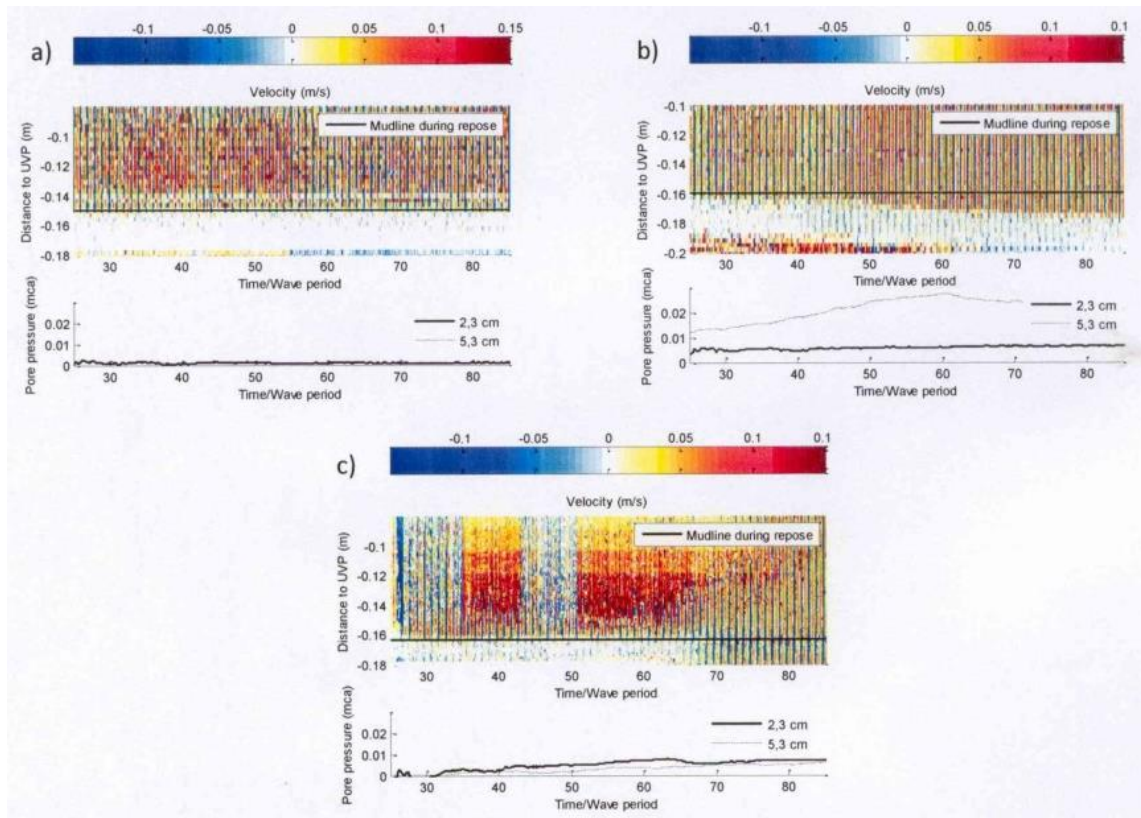 a)
-0.1 -0.05 0 0.05 0.1 0.15
Velocity (m/s)
Distance to UVP (m)
-0.1
-0.12
-0.14
-0.16
-0.18
Mudline during repose
30 40 50 60 70 80
Time/Wave period
Pore pressure (mca)
0.02
0.01
0
2,3 cm
5,3 cm
30 40 50 60 70 80
Time/Wave period
b)
-0.1 -0.05 0 0.05 0.1 0.1
Velocity (m/s)
Distance to UVP (m)
-0.1
-0.12
-0.14
-0.16
-0.18
-0.2
Mudline during repose
30 40 50 60 70 80
Time/Wave period
Pore pressure (mca)
0.02
0.01
0
2,3 cm
5,3 cm
30 40 50 60 70 80
Time/Wave period
c)
-0.1 -0.05 0 0.05 0.1 0.1
Velocity (m/s)
Distance to UVP (m)
-0.1
-0.12
-0.14
-0.16
-0.18
Mudline during repose
30 40 50 60 70 80
Time/Wave period
Pore pressure (mca)
0.02
0.01
0
2,3 cm
5,3 cm
30 40 50 60 70 80
Time/Wave period